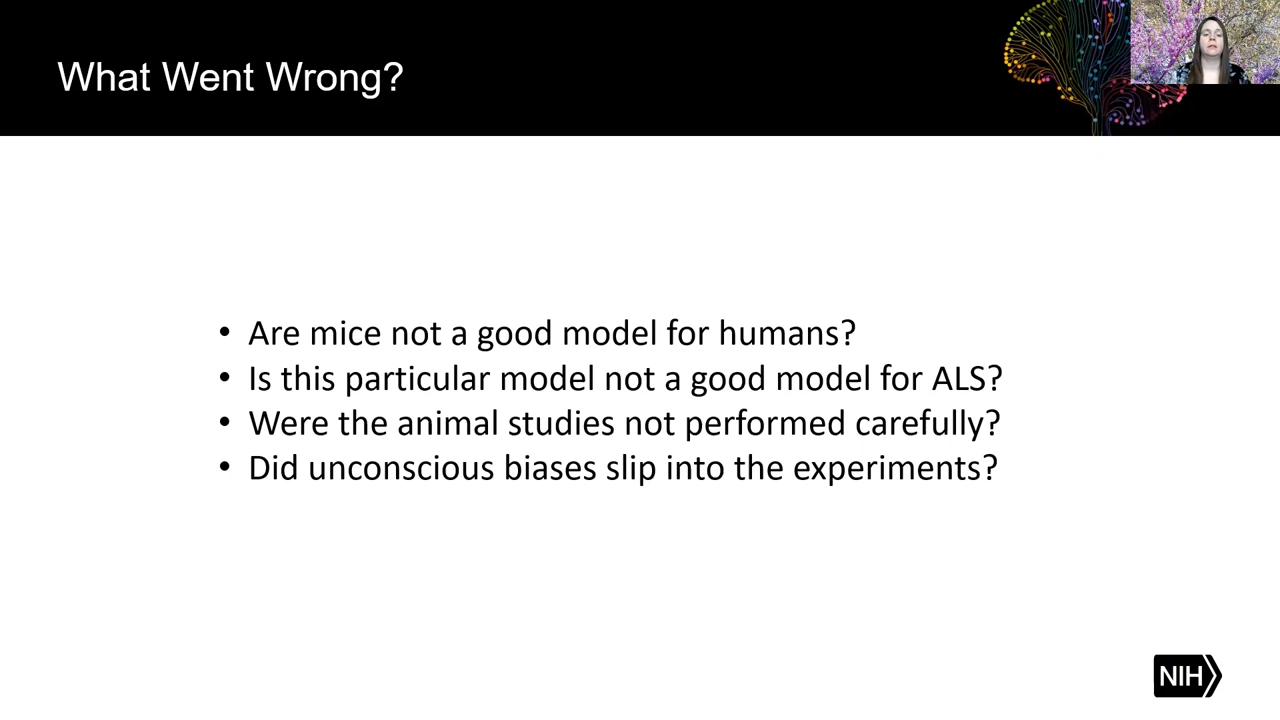 What Went Wrong?
• Are mice not a good model for humans?
• Is this particular model not a good model for ALS?
• Were the animal studies not performed carefully?
• Did unconscious biases slip into the experiments?
NIH